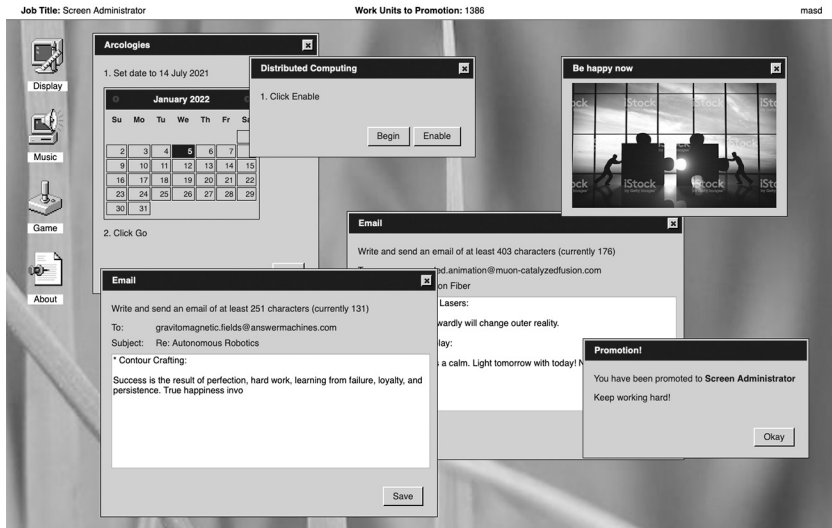 Job Title: Screen Administrator
Work Units to Promotion: 1386
masd
Display
Music
Game
About
Arcologies
1. Set date to 14 July 2021
January 2022
Su Mo Tu We Th Fr
2 3 4 5 6 7
9 10 11 12 13 14 15
16 17 18 19 20 21 22
23 24 25 26 27 28 29
30 31
2. Click Go
Distributed Computing
1. Click Enable
Begin Enable
Be happy now
iStock
iStock
iStock
Email
Write and send an email of at least 403 characters (currently 176)
ed.animation@muon-catalyzedfusion.com
on Fiber
Lasers:
wardly will change outer reality.
lay:
s a calm. Light tomorrow with today! N
Email
Write and send an email of at least 251 characters (currently 131)
To: gravitomagnetic.fields@answermachines.com
Subject: Re: Autonomous Robotics
* Contour Crafting:
Success is the result of perfection, hard work, learning from failure, loyalty, and
persistence. True happiness invo
Save
Promotion!
You have been promoted to Screen Administrator
Keep working hard!
Okay